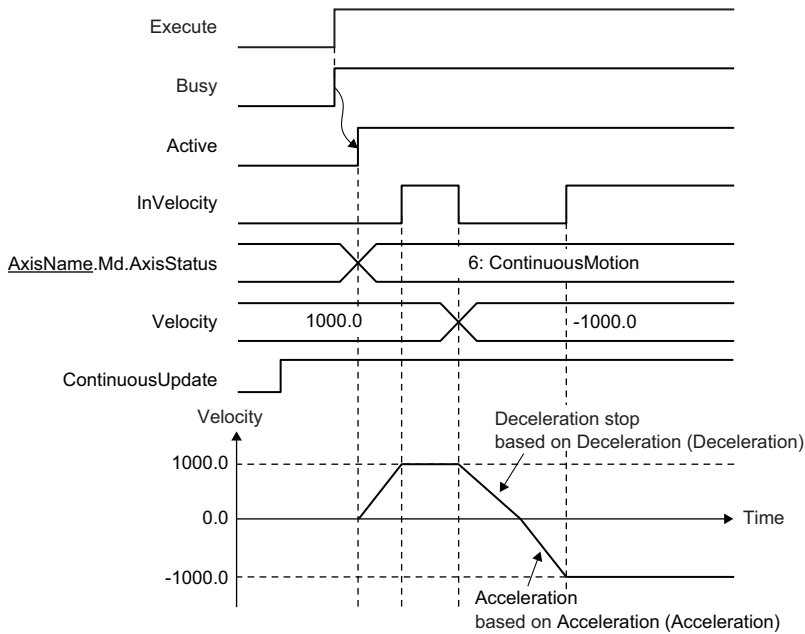 Execute
Busy
Active
InVelocity
AxisName.Md.AxisStatus
6: ContinuousMotion
Velocity
1000.0
-1000.0
ContinuousUpdate
Velocity
Deceleration stop
based on Deceleration (Deceleration)
1000.0
0.0
Time
-1000.0
Acceleration
based on Acceleration (Acceleration)